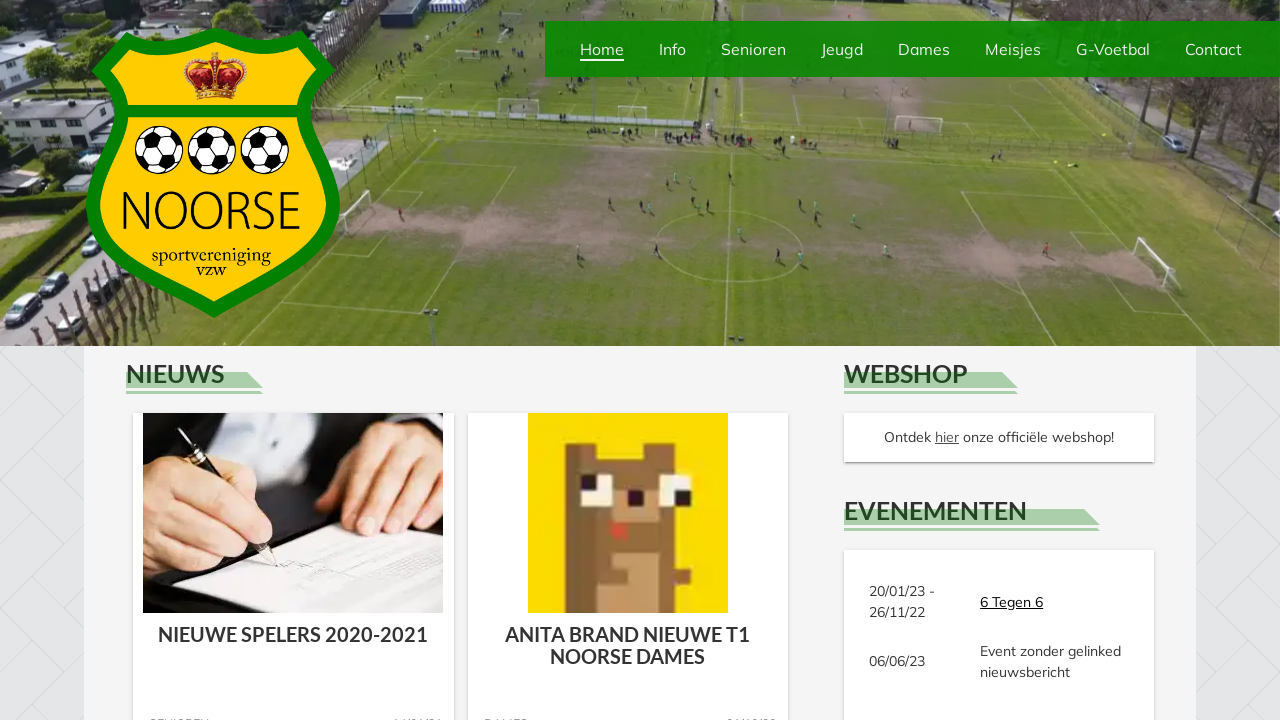 Home Info Senioren Jeugd Dames Meisjes G-Voetbal Contact
NOORSE
sportvereniging
vzw
NIEUWS
NIEUWE SPELERS 2020-2021
ANITA BRAND NIEUWE T1
NOORSE DAMES
WEBSHOP
Ontdek hier onze officiële webshop!
EVENEMENTEN
20/01/23 -
26/11/22
6 Tegen 6
06/06/23
Event zonder gelinked
nieuwsbericht